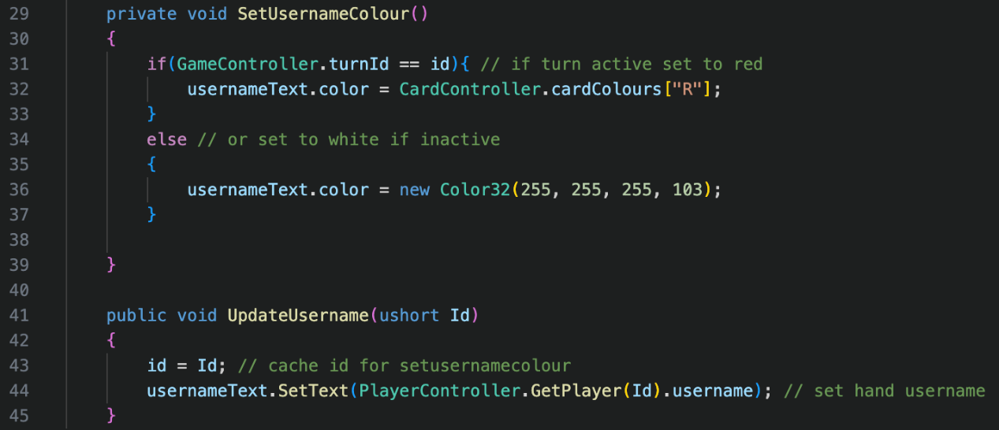 29 private void SetUsernameColour()
30 {
31 if(GameController.turnId == id){ // if turn active set to red
32 usernameText.color = CardController.cardColours["R"];
33 }
34 else // or set to white if inactive
35 {
36 usernameText.color = new Color32(255, 255, 255, 103);
37 }
38
39 }
40
41 public void UpdateUsername(ushort Id)
42 {
43 id = Id; // cache id for setusernamecolour
44 usernameText.SetText(PlayerController.GetPlayer(Id).username); // set hand username
45 }